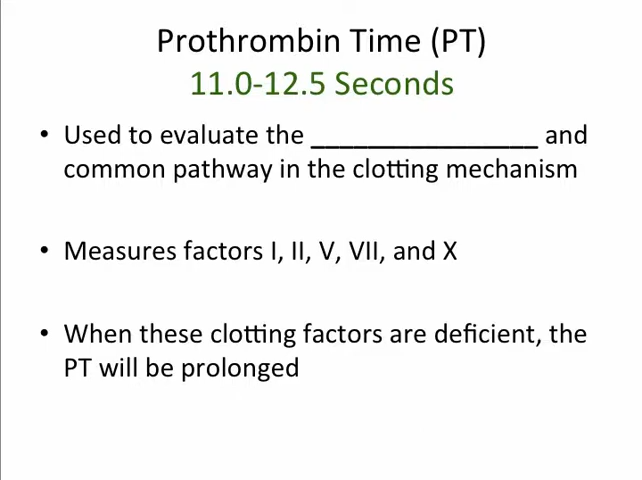 Prothrombin Time (PT)
11.0-12.5 Seconds
• Used to evaluate the ________________ and
common pathway in the clotting mechanism
• Measures factors I, II, V, VII, and X
• When these clotting factors are deficient, the
PT will be prolonged